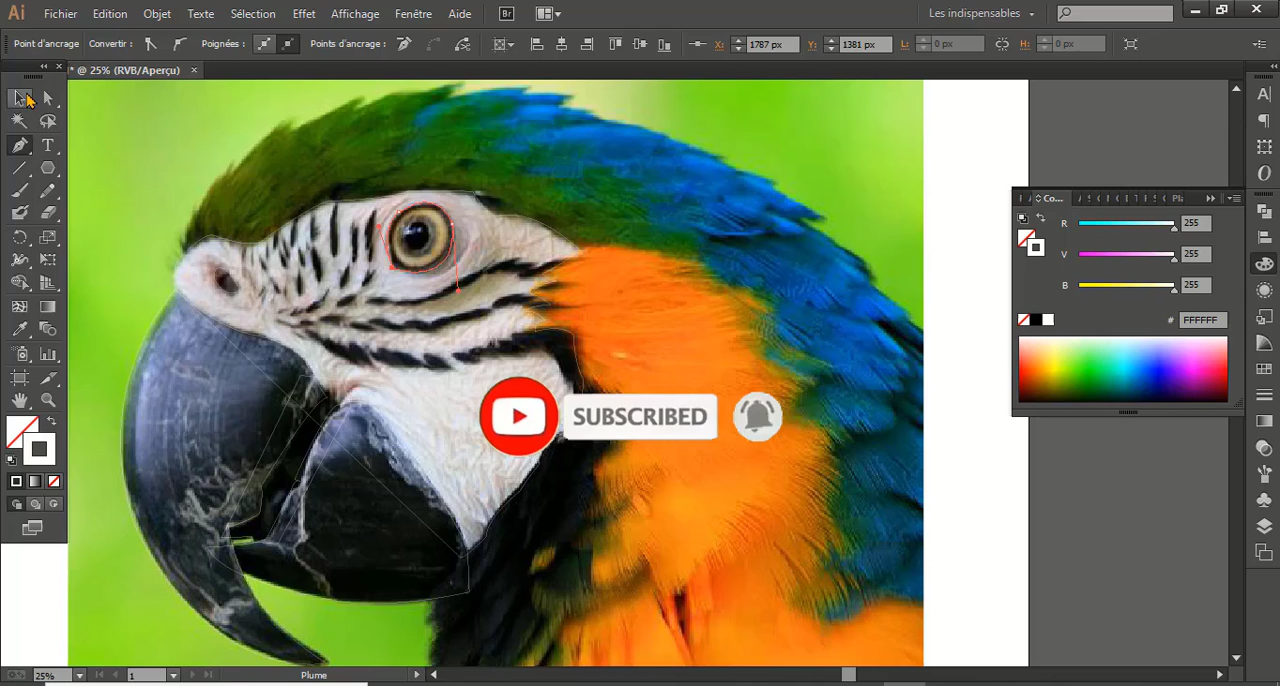 Ai Fichier Edition Objet Texte Sélection Effet Affichage Fenêtre Aide Br Les indispensables
Point d'ancrage Convertir : Poignées : Points d'ancrage : X: 1787 px Y: 1381 px L: 0 px H: 0 px
* @ 25% (RVB/Aperçu) ×
Co...
R 255
V 255
B 255
# FFFFFF
SUBSCRIBED
25% 1 Plume